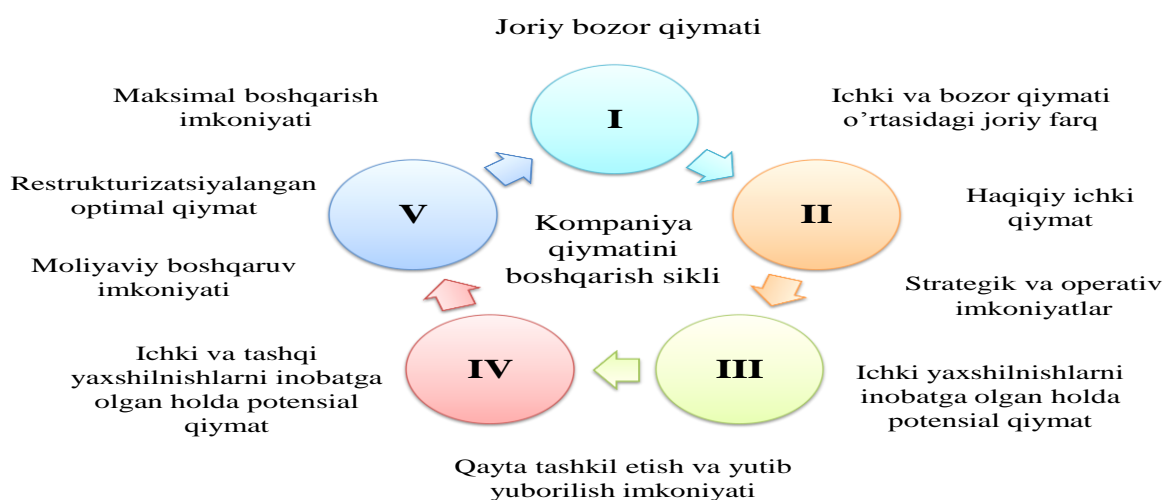 Joriy bozor qiymati
I
Ichki va bozor qiymati
o’rtasidagi joriy farq
II
Haqiqiy ichki
qiymat
Strategik va operativ
imkoniyatlar
III
Ichki yaxshilnishlarni
inobatga olgan holda
potensial qiymat
Qayta tashkil etish va yutib
yuborilish imkoniyati
IV
Ichki va tashqi
yaxshilnishlarni inobatga
olgan holda potensial
qiymat
Moliyaviy boshqaruv
imkoniyati
V
Restrukturizatsiyalangan
optimal qiymat
Maksimal boshqarish
imkoniyati
Kompaniya
qiymatini
boshqarish sikli